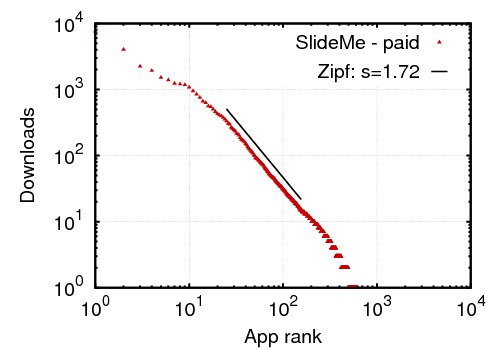 10^4
SlideMe - paid
Zipf: s=1.72
10^3
10^2
10^1
10^0
Downloads
10^0 10^1 10^2 10^3 10^4
App rank